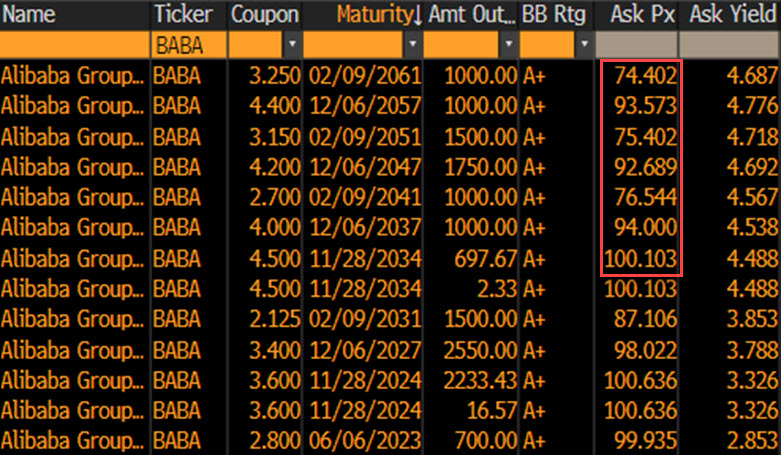 Name Ticker Coupon Maturity↓ Amt Out... BB Rtg Ask Px Ask Yield
BABA
Alibaba Group... BABA 3.250 02/09/2061 1000.00 A+ 74.402 4.687
Alibaba Group... BABA 4.400 12/06/2057 1000.00 A+ 93.573 4.776
Alibaba Group... BABA 3.150 02/09/2051 1500.00 A+ 75.402 4.718
Alibaba Group... BABA 4.200 12/06/2047 1750.00 A+ 92.689 4.692
Alibaba Group... BABA 2.700 02/09/2041 1000.00 A+ 76.544 4.567
Alibaba Group... BABA 4.000 12/06/2037 1000.00 A+ 94.000 4.538
Alibaba Group... BABA 4.500 11/28/2034 697.67 A+ 100.103 4.488
Alibaba Group... BABA 4.500 11/28/2034 2.33 A+ 100.103 4.488
Alibaba Group... BABA 2.125 02/09/2031 1500.00 A+ 87.106 3.853
Alibaba Group... BABA 3.400 12/06/2027 2550.00 A+ 98.022 3.788
Alibaba Group... BABA 3.600 11/28/2024 2233.43 A+ 100.636 3.326
Alibaba Group... BABA 3.600 11/28/2024 16.57 A+ 100.636 3.326
Alibaba Group... BABA 2.800 06/06/2023 700.00 A+ 99.935 2.853